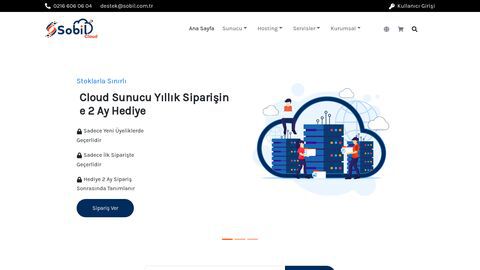 0216 606 06 04 destek@sobil.com.tr Kullanıcı Girişi
SobiL
Cloud
Ana Sayfa Sunucu Hosting Servisler Kurumsal
Stoklarla Sınırlı
Cloud Sunucu Yıllık Siparişin
e 2 Ay Hediye
Sadece Yeni Üyeliklerde
Geçerlidir
Sadece İlk Siparişte
Geçerlidir
Hediye 2 Ay Sipariş
Sonrasında Tanımlanır
Sipariş Ver